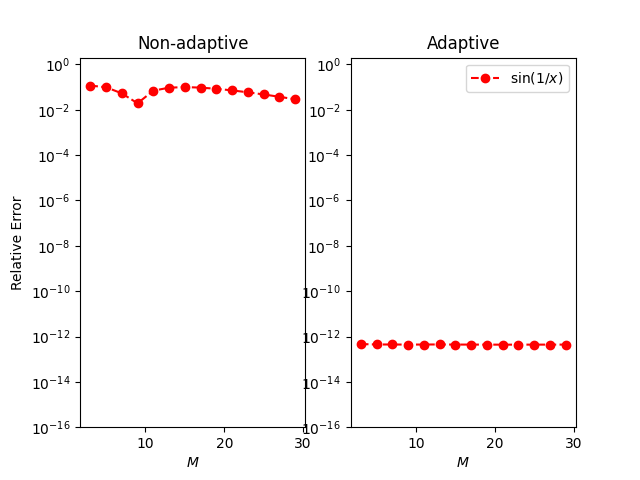 Non-adaptive
Relative Error
10⁰
10⁻²
10⁻⁴
10⁻⁶
10⁻⁸
10⁻¹⁰
10⁻¹²
10⁻¹⁴
10⁻¹⁶
10 20 30
M
Adaptive
sin(1/x)
10⁰
10⁻²
10⁻⁴
10⁻⁶
10⁻⁸
10⁻¹⁰
10⁻¹²
10⁻¹⁴
10⁻¹⁶
10 20 30
M